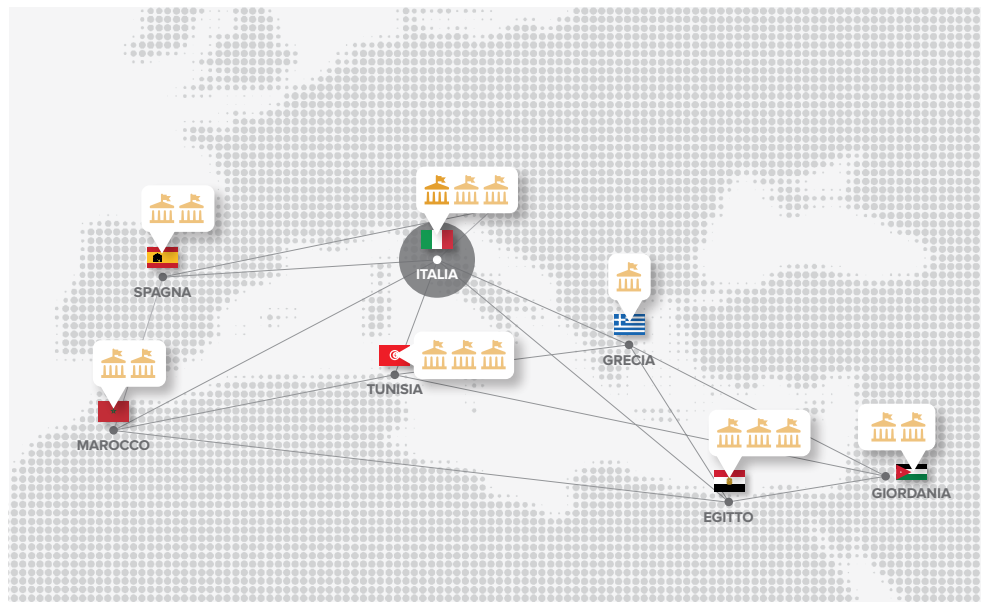 ITALIA
SPAGNA
GRECIA
TUNISIA
MAROCCO
GIORDANIA
EGITTO